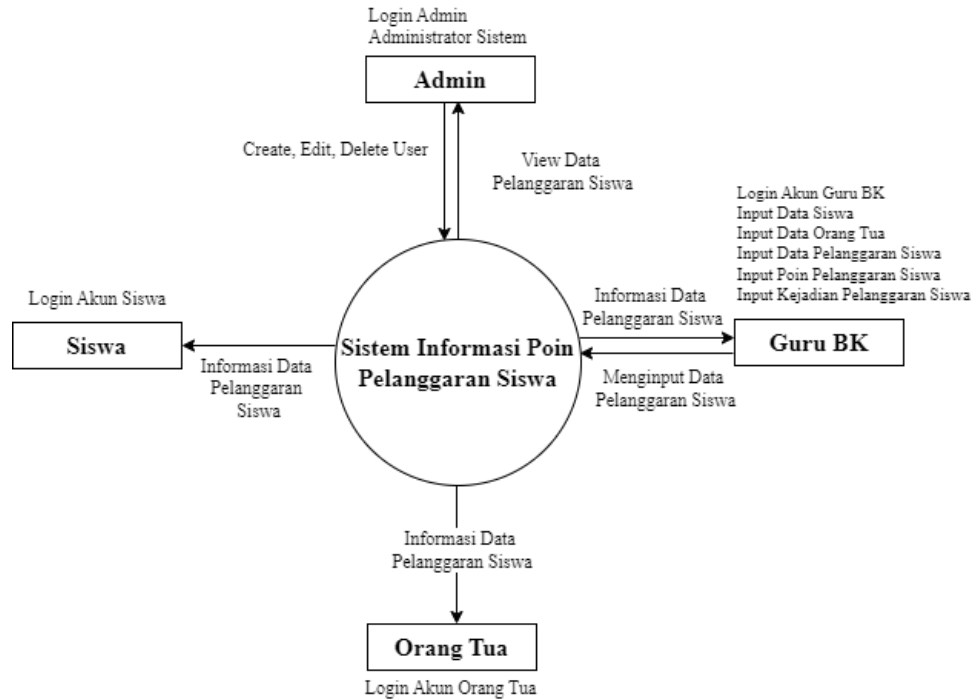 Login Admin
Administrator Sistem
Admin
Create, Edit, Delete User
View Data
Pelanggaran Siswa
Login Akun Guru BK
Input Data Siswa
Input Data Orang Tua
Input Data Pelanggaran Siswa
Input Poin Pelanggaran Siswa
Input Kejadian Pelanggaran Siswa
Login Akun Siswa
Siswa
Informasi Data
Pelanggaran
Siswa
Sistem Informasi Poin
Pelanggaran Siswa
Informasi Data
Pelanggaran Siswa
Guru BK
Menginput Data
Pelanggaran Siswa
Informasi Data
Pelanggaran Siswa
Orang Tua
Login Akun Orang Tua